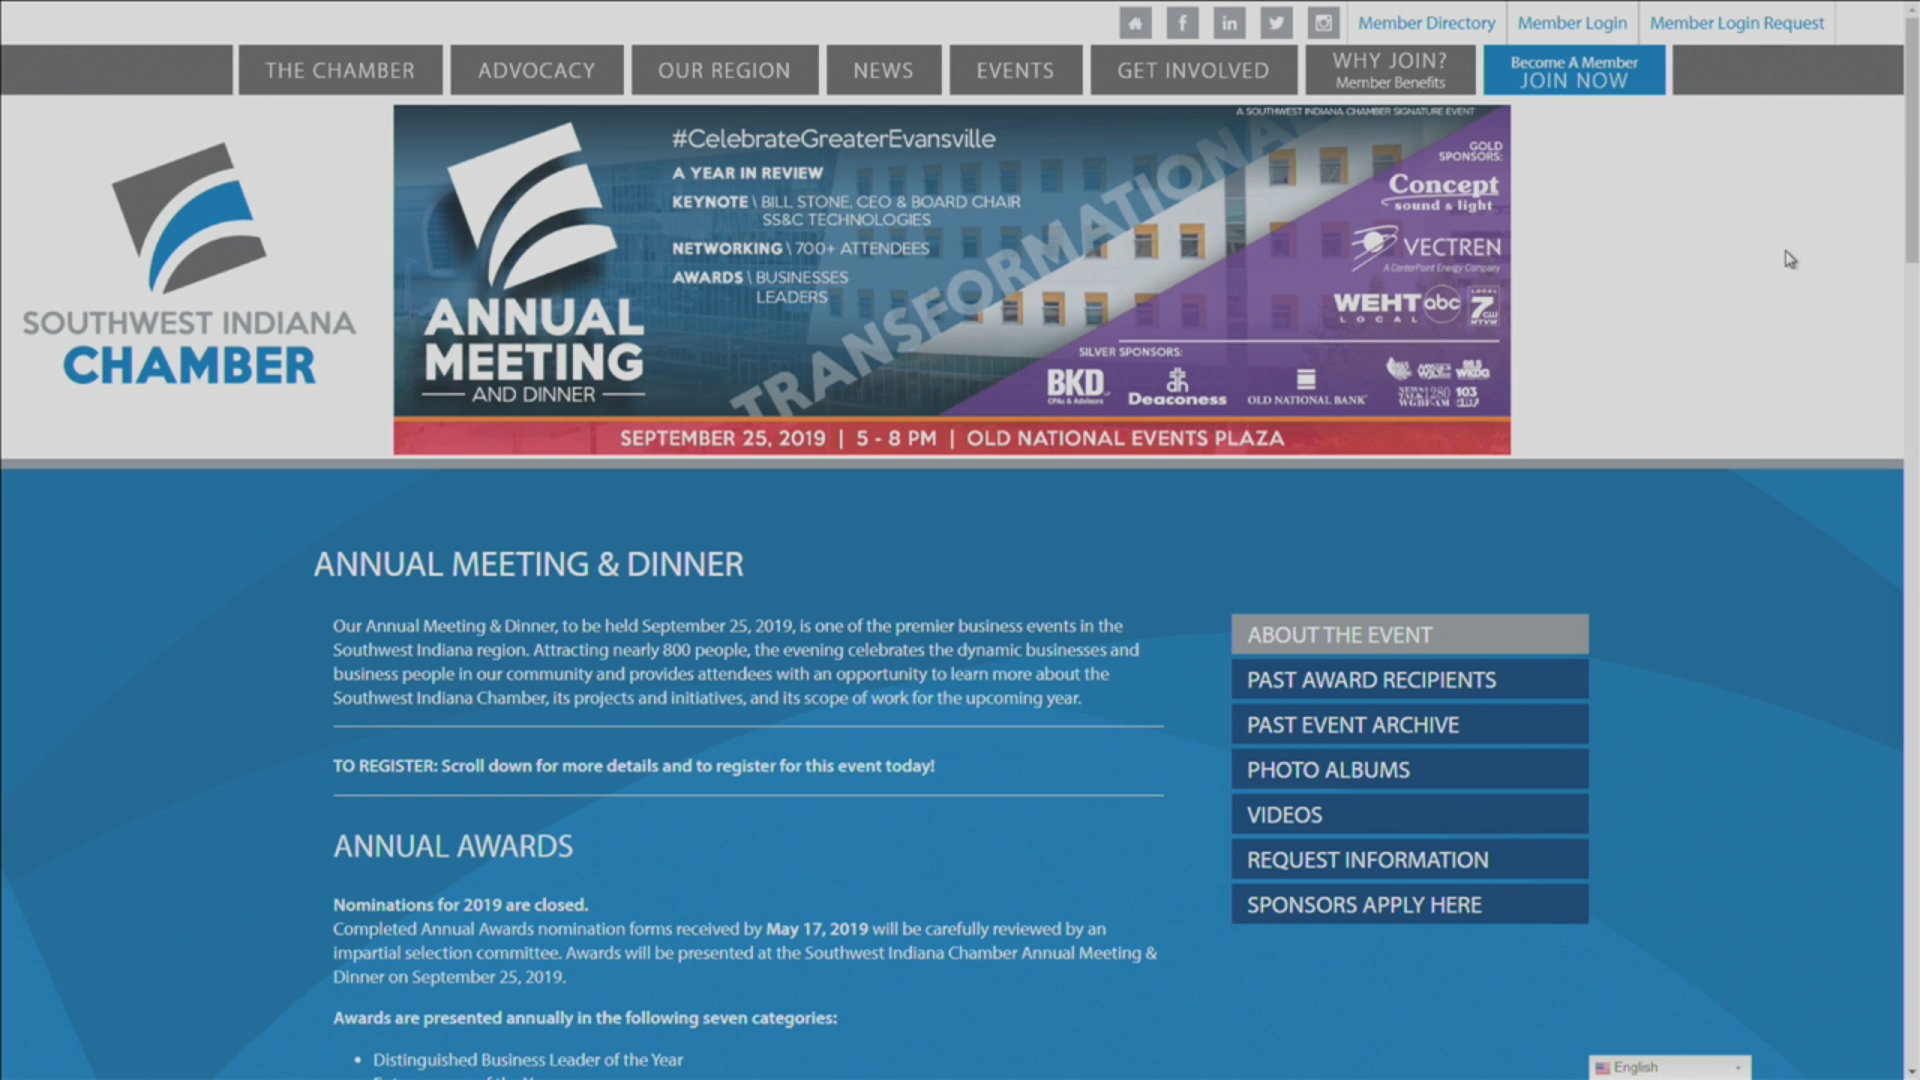 Member Directory
Member Login
Member Login Request
THE CHAMBER
ADVOCACY
OUR REGION
NEWS
EVENTS
GET INVOLVED
WHY JOIN?
Member Benefits
Become A Member
JOIN NOW
SOUTHWEST INDIANA
CHAMBER
A SOUTHWEST INDIANA CHAMBER SIGNATURE EVENT
#CelebrateGreaterEvansville
A YEAR IN REVIEW
KEYNOTE \ BILL STONE, CEO & BOARD CHAIR
SS&C TECHNOLOGIES
NETWORKING \ 700+ ATTENDEES
AWARDS \ BUSINESSES
LEADERS
TRANSFORMATIONAL
ANNUAL
MEETING
AND DINNER
GOLD
SPONSORS:
Concept
sound & light
VECTREN
A CenterPoint Energy Company
WEHT abc
LOCAL
LOCAL
7
CW
WTVW
SILVER SPONSORS:
BKD
CPAs & Advisors
Deaconess
OLD NATIONAL BANK
103
SEPTEMBER 25, 2019 | 5 - 8 PM | OLD NATIONAL EVENTS PLAZA
ANNUAL MEETING & DINNER
Our Annual Meeting & Dinner, to be held September 25, 2019, is one of the premier business events in the
Southwest Indiana region. Attracting nearly 800 people, the evening celebrates the dynamic businesses and
business people in our community and provides attendees with an opportunity to learn more about the
Southwest Indiana Chamber, its projects and initiatives, and its scope of work for the upcoming year.
TO REGISTER: Scroll down for more details and to register for this event today!
ANNUAL AWARDS
Nominations for 2019 are closed.
Completed Annual Awards nomination forms received by May 17, 2019 will be carefully reviewed by an
impartial selection committee. Awards will be presented at the Southwest Indiana Chamber Annual Meeting &
Dinner on September 25, 2019.
Awards are presented annually in the following seven categories:
• Distinguished Business Leader of the Year
ABOUT THE EVENT
PAST AWARD RECIPIENTS
PAST EVENT ARCHIVE
PHOTO ALBUMS
VIDEOS
REQUEST INFORMATION
SPONSORS APPLY HERE
English